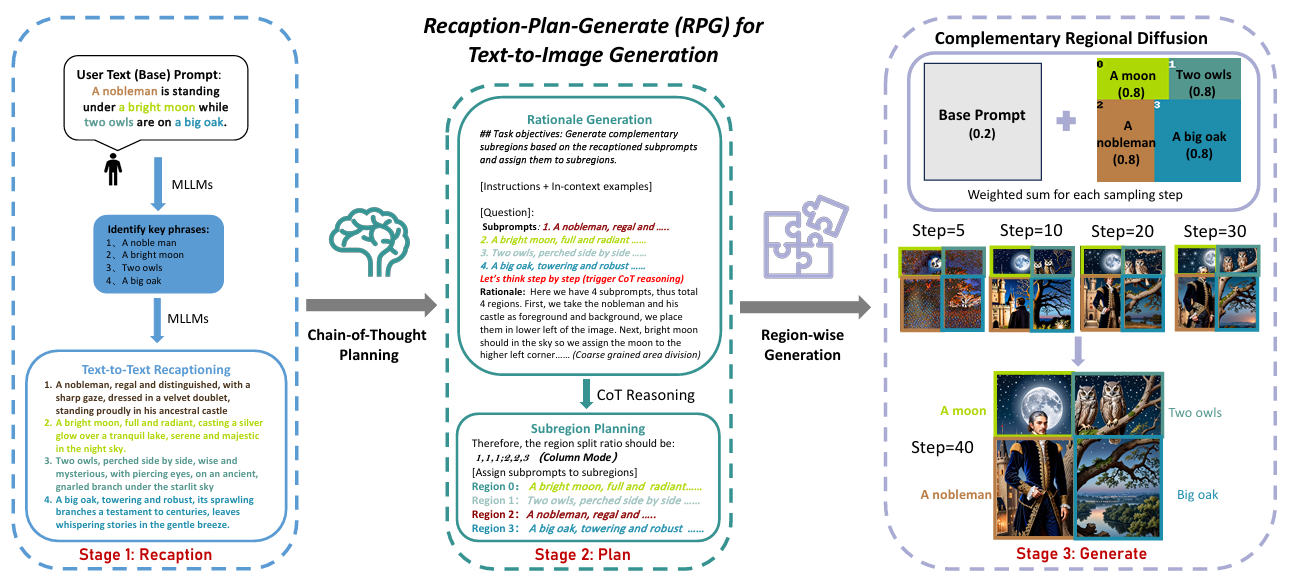 Recaption-Plan-Generate (RPG) for
Text-to-Image Generation
User Text (Base) Prompt:
A nobleman is standing
under a bright moon while
two owls are on a big oak.
MLLMs
Identify key phrases:
1、 A noble man
2、 A bright moon
3、 Two owls
4、 A big oak
MLLMs
Text-to-Text Recaptioning
1. A nobleman, regal and distinguished, with a
sharp gaze, dressed in a velvet doublet,
standing proudly in his ancestral castle
2. A bright moon, full and radiant, casting a silver
glow over a tranquil lake, serene and majestic
in the night sky.
3. Two owls, perched side by side, wise and
mysterious, with piercing eyes, on an ancient,
gnarled branch under the starlit sky
4. A big oak, towering and robust, its sprawling
branches a testament to centuries, leaves
whispering stories in the gentle breeze.
Stage 1: Recaption
Chain-of-Thought
Planning
Rationale Generation
## Task objectives: Generate complementary
subregions based on the recaptioned subprompts
and assign them to subregions.
[Instructions + In-context examples]
[Question]:
Subprompts: 1. A nobleman, regal and .....
2. A bright moon, full and radiant ......
3. Two owls, perched side by side ......
4. A big oak, towering and robust ......
Let's think step by step (trigger CoT reasoning)
Rationale: Here we have 4 subprompts, thus total
4 regions. First, we take the nobleman and his
castle as foreground and background, we place
them in lower left of the image. Next, bright moon
should in the sky so we assign the moon to the
higher left corner...... (Coarse grained area division)
CoT Reasoning
Subregion Planning
Therefore, the region split ratio should be:
1,1,1;2,2,3 (Column Mode)
[Assign subprompts to subregions]
Region 0: A bright moon, full and radiant......
Region 1: Two owls, perched side by side ......
Region 2: A nobleman, regal and .....
Region 3: A big oak, towering and robust ......
Stage 2: Plan
Region-wise
Generation
Complementary Regional Diffusion
Base Prompt
(0.2)
0
A moon
(0.8)
1
Two owls
(0.8)
2
A
nobleman
(0.8)
3
A big oak
(0.8)
Weighted sum for each sampling step
Step=5
Step=10
Step=20
Step=30
A moon
Two owls
Step=40
A nobleman
Big oak
Stage 3: Generate